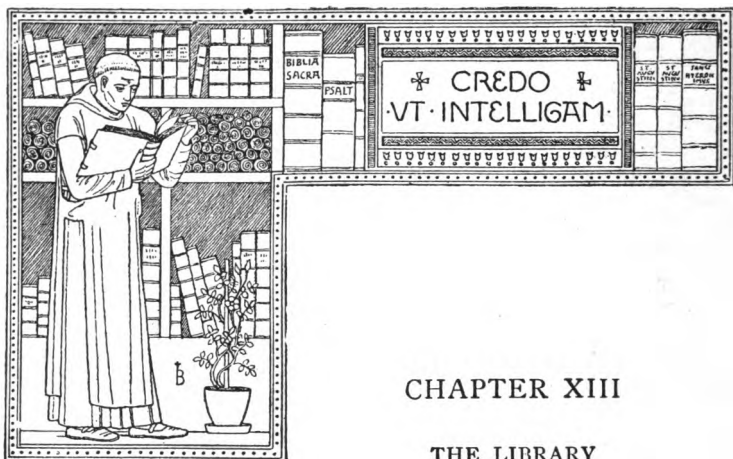 BIBLIA
SACRA
PSALT
CREDO
·VT·INTELLIGAM·
CHAPTER XIII
THE LIBRARY